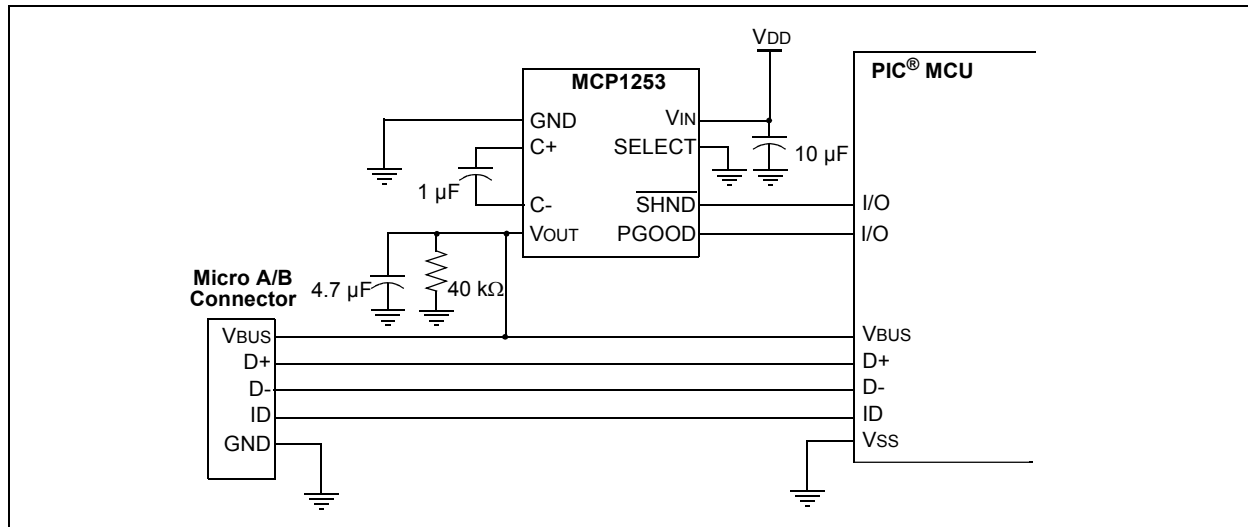 VDD
PIC® MCU
MCP1253
GND
VIN
C+
SELECT
10 µF
1 µF
C-
SHND
I/O
VOUT
PGOOD
I/O
Micro A/B
Connector
4.7 µF
40 kΩ
VBUS
VBUS
D+
D+
D-
D-
ID
ID
GND
VSS